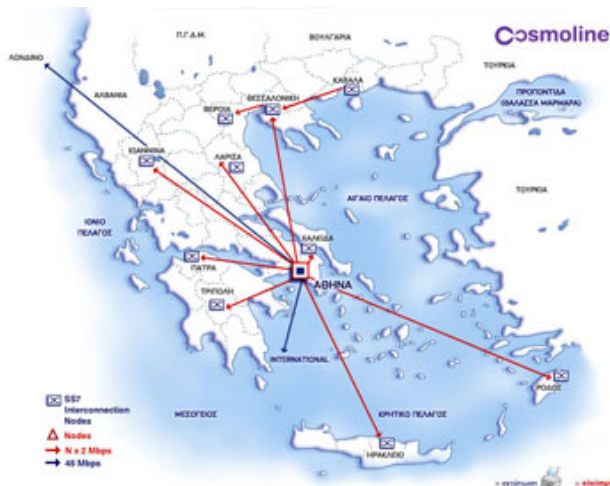 Cosmoline
Π.Γ.Δ.Μ
ΒΟΥΛΓΑΡΙΑ
ΛΟΝΔΙΝΟ
ΤΟΥΡΚΙΑ
ΑΛΒΑΝΙΑ
ΚΑΒΑΛΑ
ΠΡΟΠΟΝΤΙΔΑ
(ΘΑΛΑΣΣΑ ΜΑΡΜΑΡΑ)
ΘΕΣΣΑΛΟΝΙΚΗ
ΒΕΡΟΙΑ
ΙΩΑΝΝΙΝΑ
ΛΑΡΙΣΑ
ΤΟΥΡΚΙΑ
ΑΙΓΑΙΟ ΠΕΛΑΓΟΣ
ΙΟΝΙΟ
ΠΕΛΑΓΟΣ
ΧΑΛΚΙΔΑ
ΠΑΤΡΑ
ΑΘΗΝΑ
ΤΡΙΠΟΛΗ
INTERNATIONAL
ΡΟΔΟΣ
SS7
Interconnection
Nodes
ΜΕΣΟΓΕΙΟΣ
ΚΡΗΤΙΚΟ ΠΕΛΑΓΟΣ
Nodes
N x 2 Mbps
ΗΡΑΚΛΕΙΟ
45 Mbps